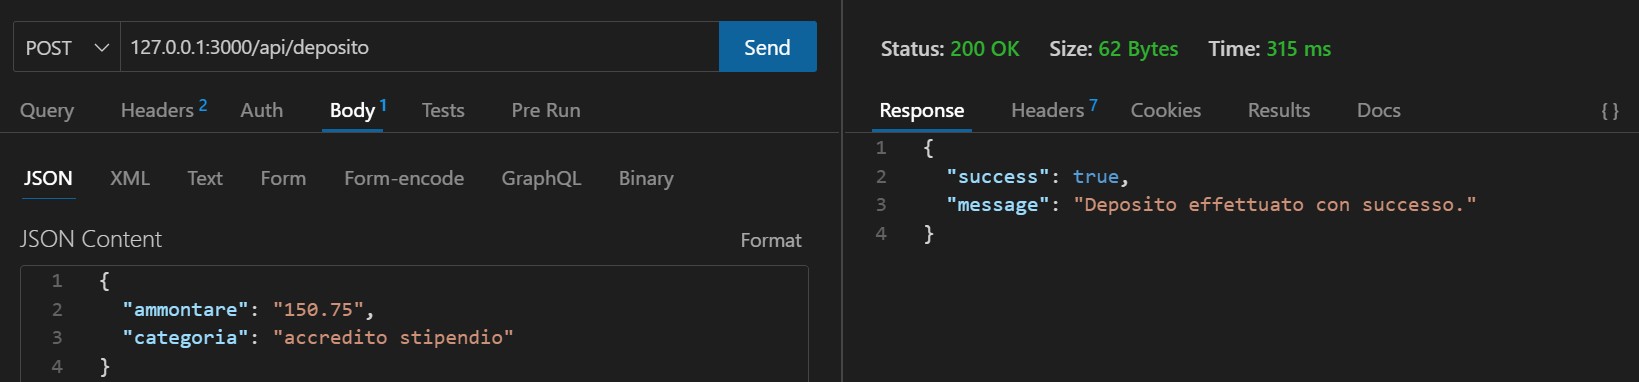 POST 127.0.0.1:3000/api/deposito Send
Query Headers 2 Auth Body 1 Tests Pre Run
JSON XML Text Form Form-encode GraphQL Binary
JSON Content Format
1 {
2 "ammontare": "150.75",
3 "categoria": "accredito stipendio"
4 }
Status: 200 OK Size: 62 Bytes Time: 315 ms
Response Headers 7 Cookies Results Docs { }
1 {
2 "success": true,
3 "message": "Deposito effettuato con successo."
4 }